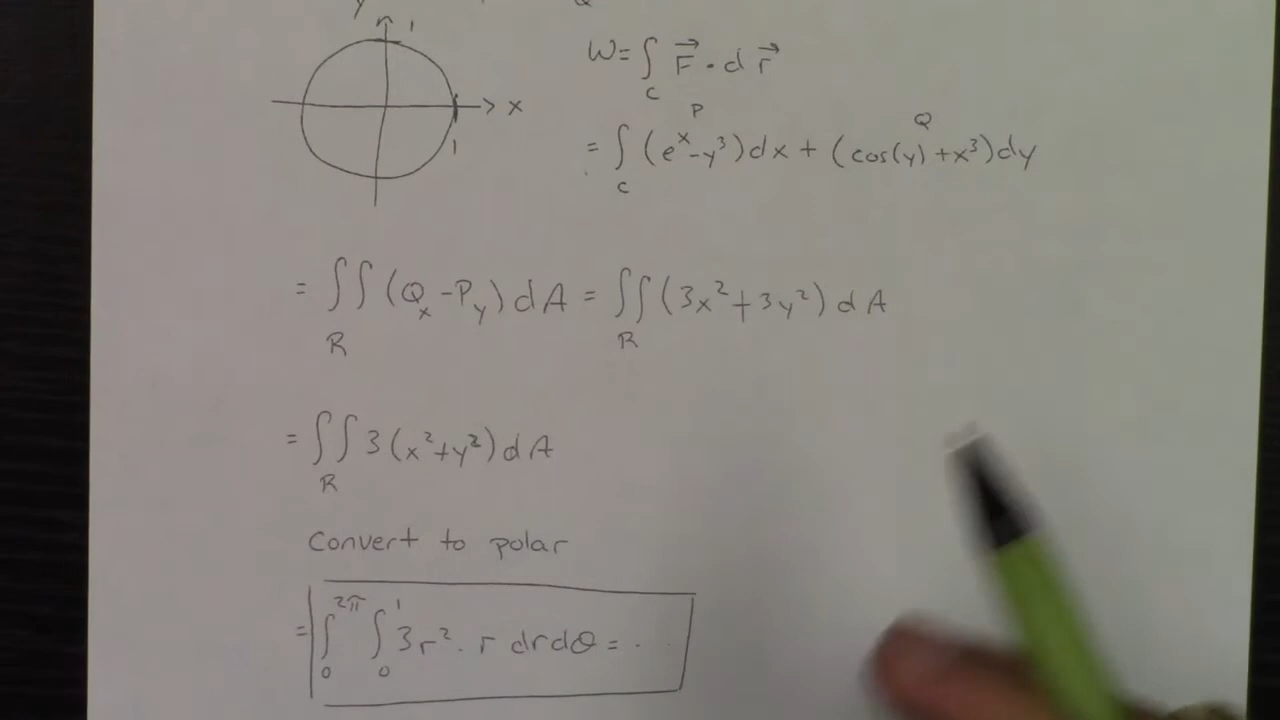 y 1
x
1
W = ∫_C F⃗ · d r⃗
P Q
= ∫_C (e^x - y^3) dx + (cos(y) + x^3) dy
= ∬_R (Q_x - P_y) dA = ∬_R (3x^2 + 3y^2) dA
= ∬_R 3(x^2 + y^2) dA
Convert to polar
= ∫_0^{2π} ∫_0^1 3r^2 · r dr dθ = ...